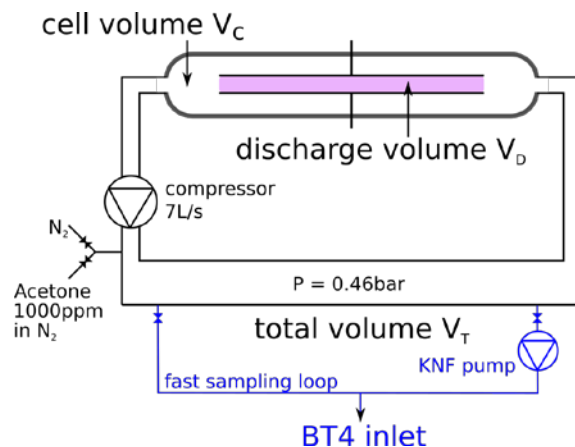 cell volume V_C
discharge volume V_D
compressor
7L/s
N₂
Acetone
1000ppm
in N₂
P = 0.46bar
total volume V_T
KNF pump
fast sampling loop
BT4 inlet